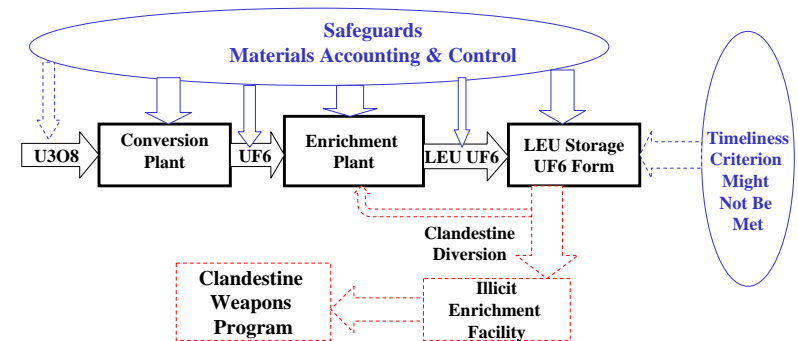 Safeguards
Materials Accounting & Control
U3O8
Conversion
Plant
UF6
Enrichment
Plant
LEU UF6
LEU Storage
UF6 Form
Timeliness
Criterion
Might
Not Be
Met
Clandestine
Diversion
Clandestine
Weapons
Program
Illicit
Enrichment
Facility